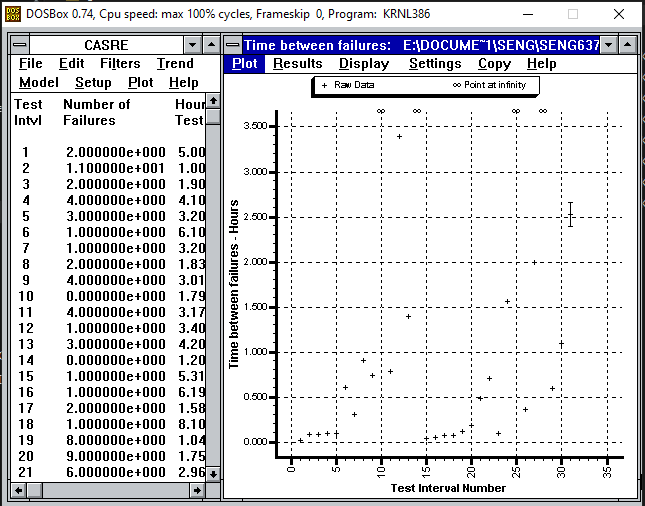 DOSBox 0.74, Cpu speed: max 100% cycles, Frameskip 0, Program: KRNL386
CASRE
File Edit Filters Trend
Model Setup Plot Help
Test Number of Hour
Intvl Failures Test
1 2.000000e+000 5.00
2 1.100000e+001 1.00
3 2.000000e+000 1.90
4 4.000000e+000 4.10
5 3.000000e+000 3.20
6 1.000000e+000 6.10
7 1.000000e+000 3.20
8 2.000000e+000 1.83
9 4.000000e+000 3.01
10 0.000000e+000 1.79
11 4.000000e+000 3.17
12 1.000000e+000 3.40
13 3.000000e+000 4.20
14 0.000000e+000 1.20
15 1.000000e+000 5.31
16 1.000000e+000 6.19
17 2.000000e+000 1.58
18 1.000000e+000 8.10
19 8.000000e+000 1.04
20 9.000000e+000 1.75
21 6.000000e+000 2.96
Time between failures: E:\DOCUME~1\SENG\SENG637
Plot Results Display Settings Copy Help
Raw Data Point at infinity
Time between failures - Hours
3.500
3.000
2.500
2.000
1.500
1.000
0.500
0.000
0 5 10 15 20 25 30 35
Test Interval Number